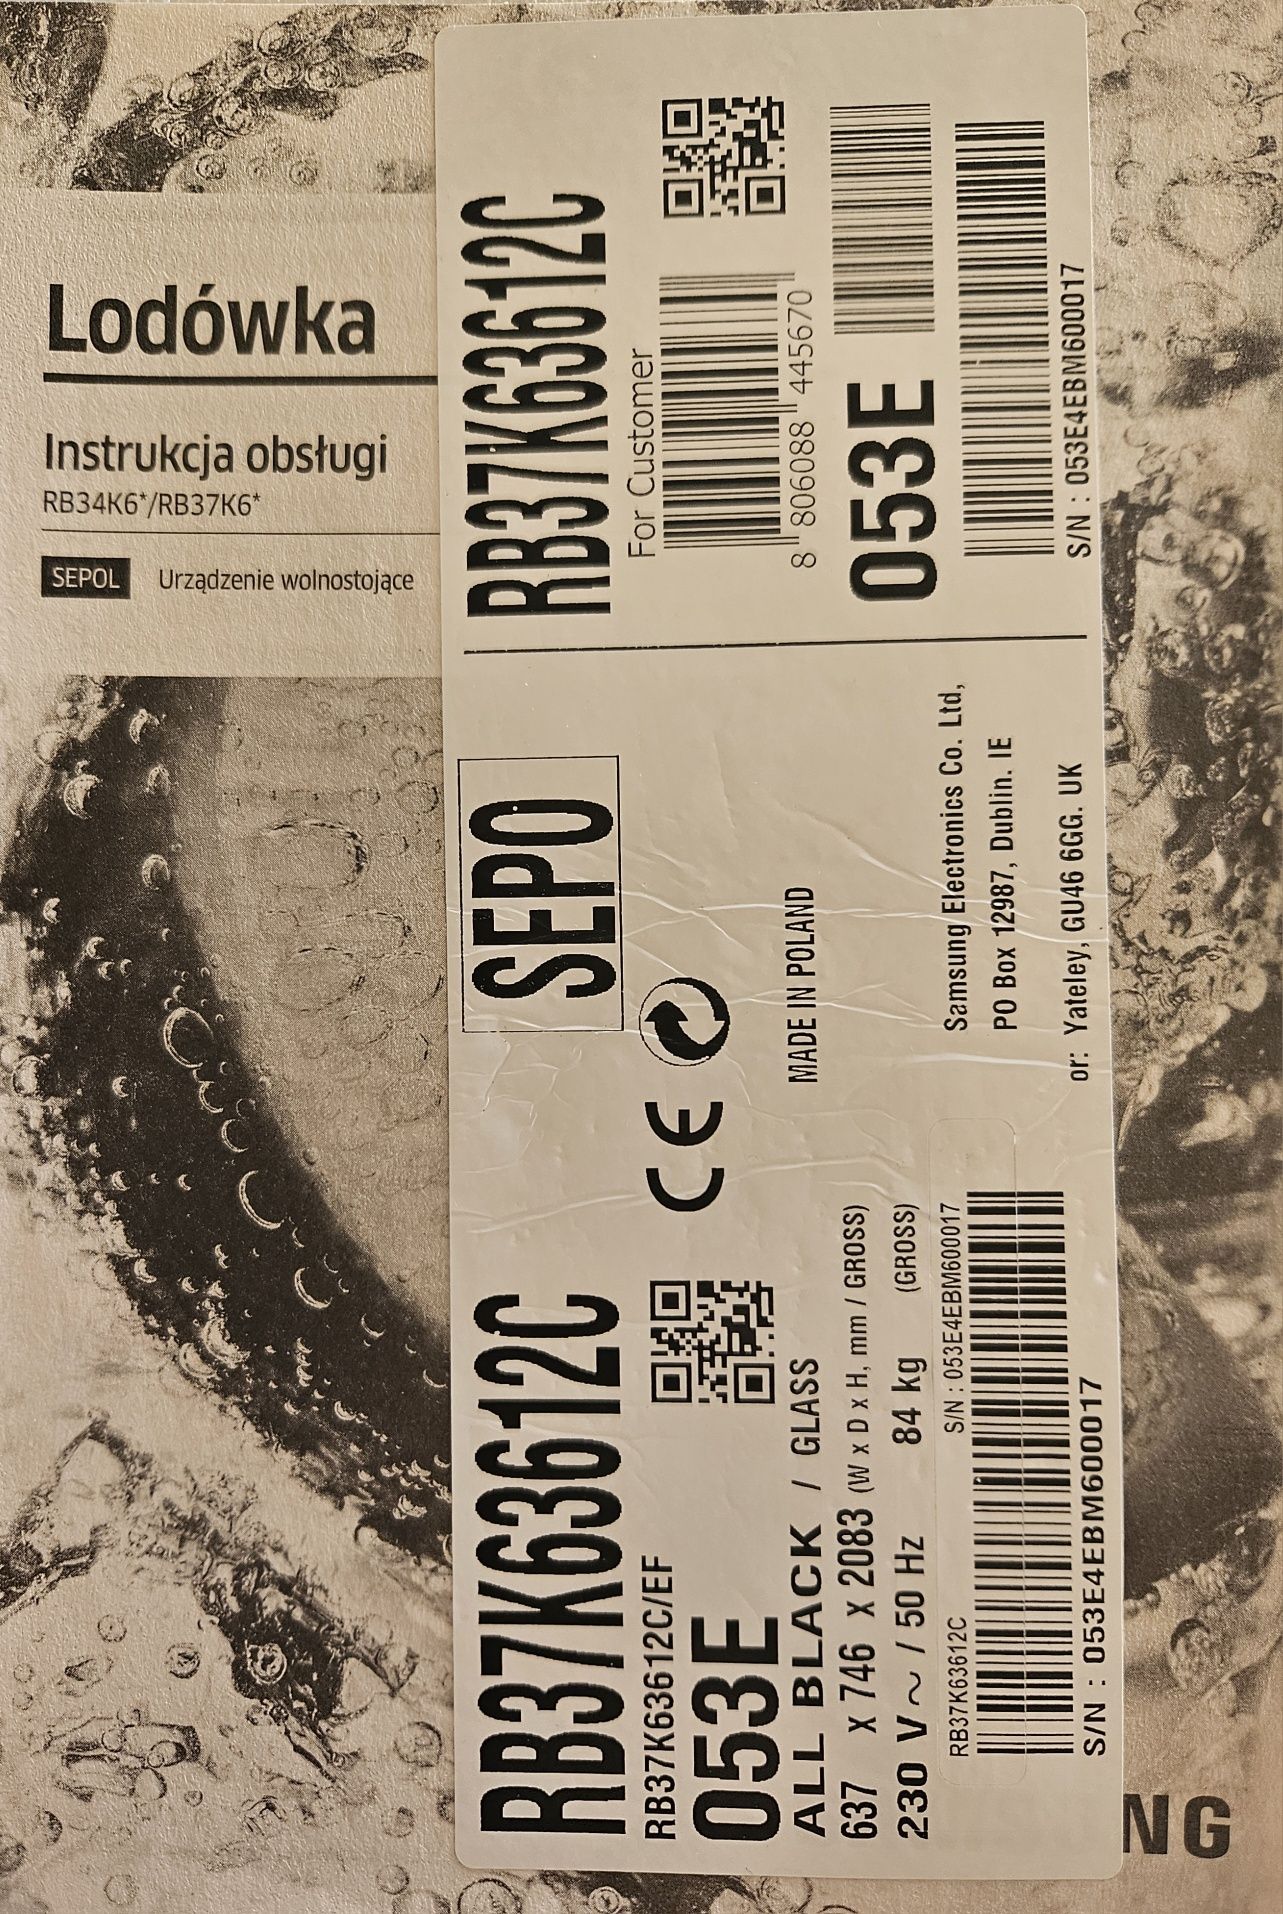 Lodówka
Instrukcja obsługi
RB34K6*/RB37K6*
SEPOL Urządzenie wolnostojące
NG
RB37K63612C
RB37K63612C/EF
053E
ALL BLACK / GLASS
637 X 746 X 2083 (W x D x H, mm / GROSS)
230 V ~ / 50 Hz 84 kg (GROSS)
RB37K63612C S/N : 053E4EBM600017
S/N : 053E4EBM600017
SEPO
CE
MADE IN POLAND
Samsung Electronics Co. Ltd,
PO Box 12987, Dublin. IE
or: Yateley, GU46 6GG. UK
RB37K63612C
For Customer
8 806088 445670
053E
S/N : 053E4EBM600017